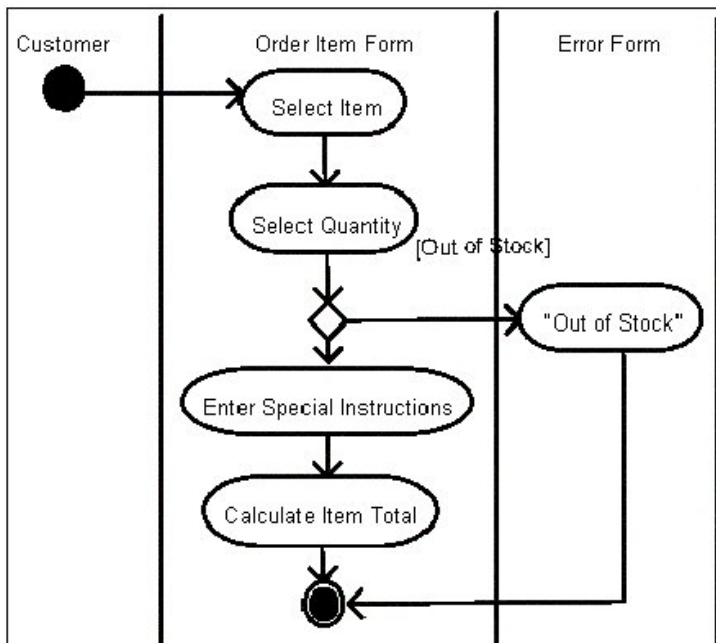 Customer
Order Item Form
Error Form
Select Item
Select Quantity
[Out of Stock]
"Out of Stock"
Enter Special Instructions
Calculate Item Total